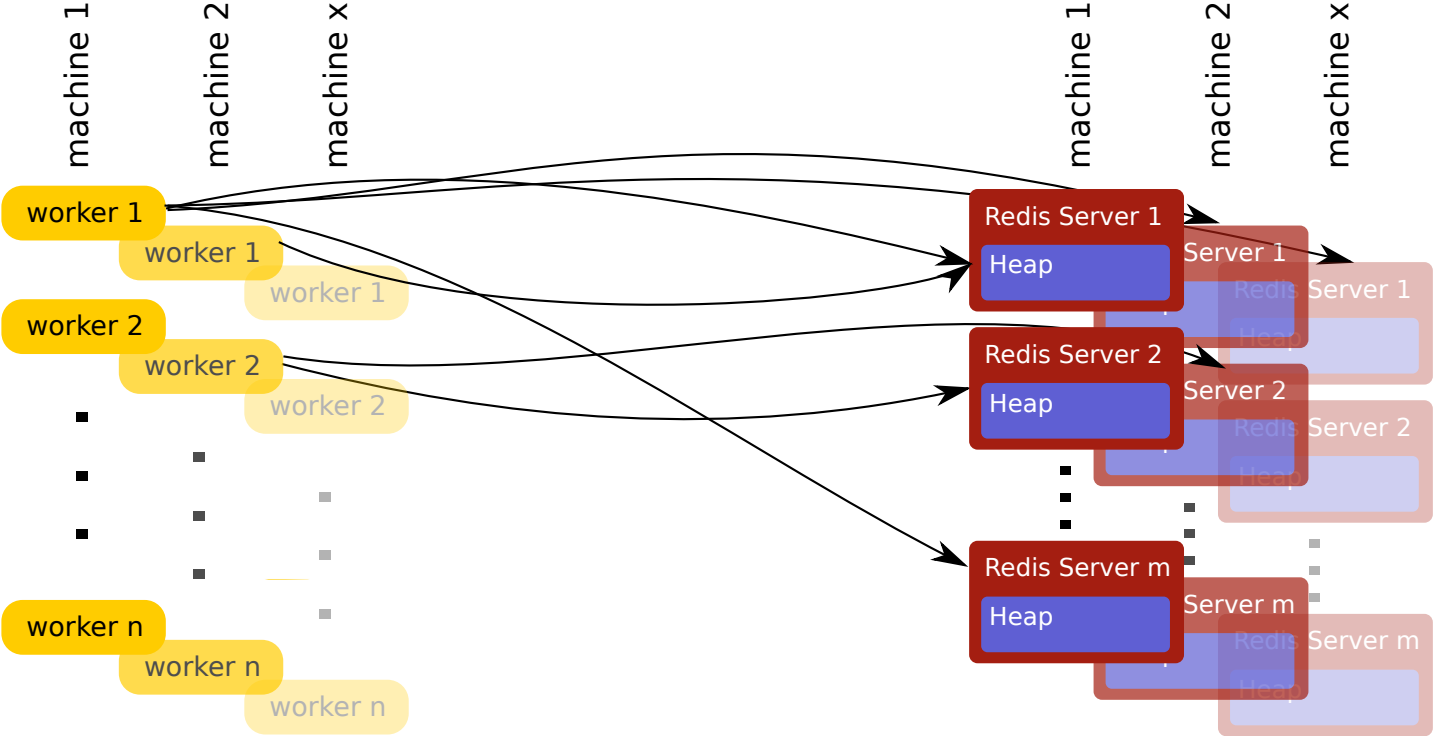 machine 1
machine 2
machine x
machine 1
machine 2
machine x
worker 1
worker 1
worker 1
worker 2
worker 2
worker 2
worker n
worker n
worker n
Redis Server 1
Heap
Server 1
Redis Server 1
Heap
Redis Server 2
Heap
Server 2
Redis Server 2
Heap
Redis Server m
Heap
Server m
Redis Server m
Heap